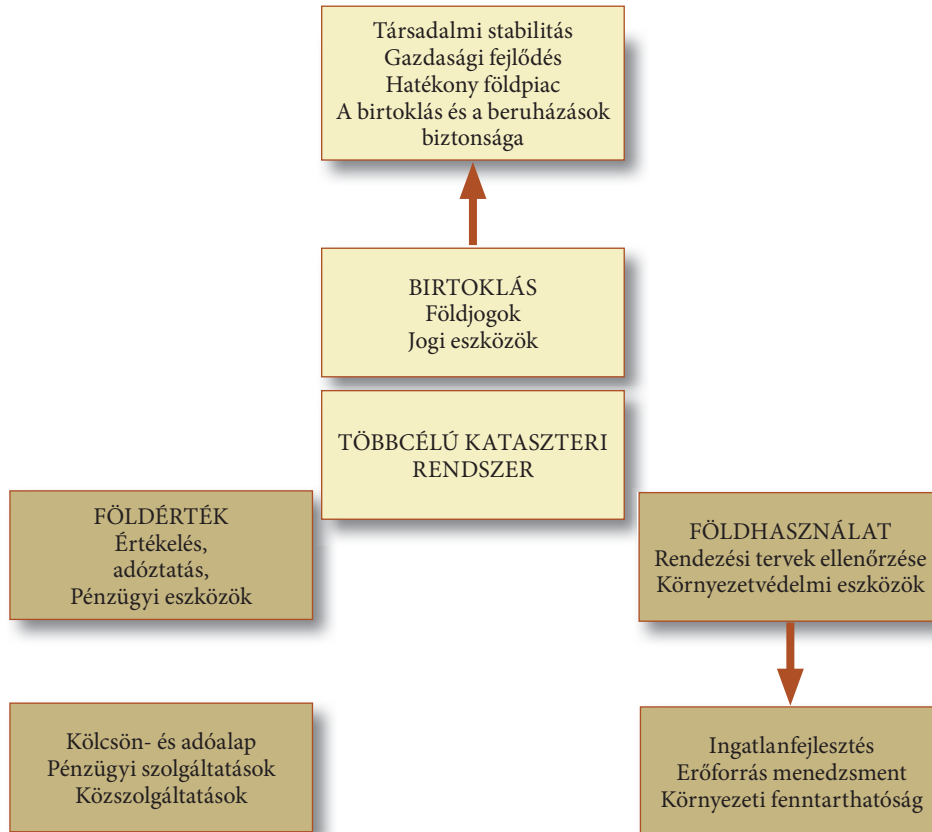 Társadalmi stabilitás
Gazdasági fejlődés
Hatékony földpiac
A birtoklás és a beruházások
biztonsága
BIRTOKLÁS
Földjogok
Jogi eszközök
TÖBBCÉLÚ KATASZTERI
RENDSZER
FÖLDÉRTÉK
Értékelés,
adóztatás,
Pénzügyi eszközök
FÖLDHASZNÁLAT
Rendezési tervek ellenőrzése
Környezetvédelmi eszközök
Kölcsön- és adóalap
Pénzügyi szolgáltatások
Közszolgáltatások
Ingatlanfejlesztés
Erőforrás menedzsment
Környezeti fenntarthatóság